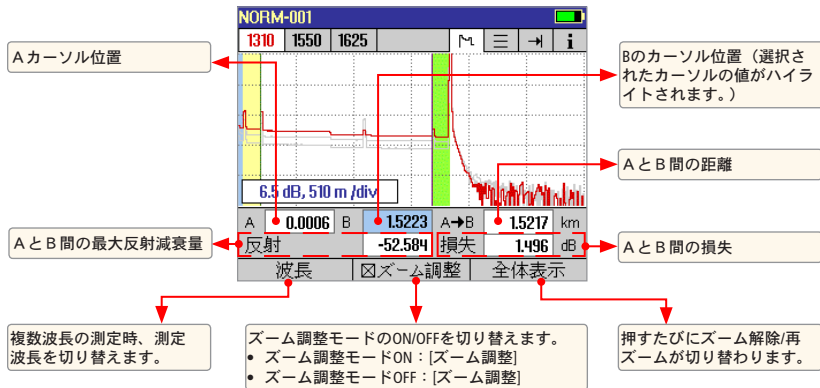 NORM-001
1310 1550 1625 i
Aカーソル位置
Bのカーソル位置（選択さ
れたカーソルの値がハイラ
イトされます。）
AとB間の距離
6.5 dB, 510 m /div
A 0.0006 B 1.5223 A→B 1.5217 km
反射 -52.584 損失 1.496 dB
AとB間の最大反射減衰量
AとB間の損失
波長 ☒ズーム調整 全体表示
複数波長の測定時、測定
波長を切り替えます。
ズーム調整モードのON/OFFを切り替えます。
• ズーム調整モードON：[ズーム調整]
• ズーム調整モードOFF：[ズーム調整]
押すたびにズーム解除/再
ズームが切り替わります。